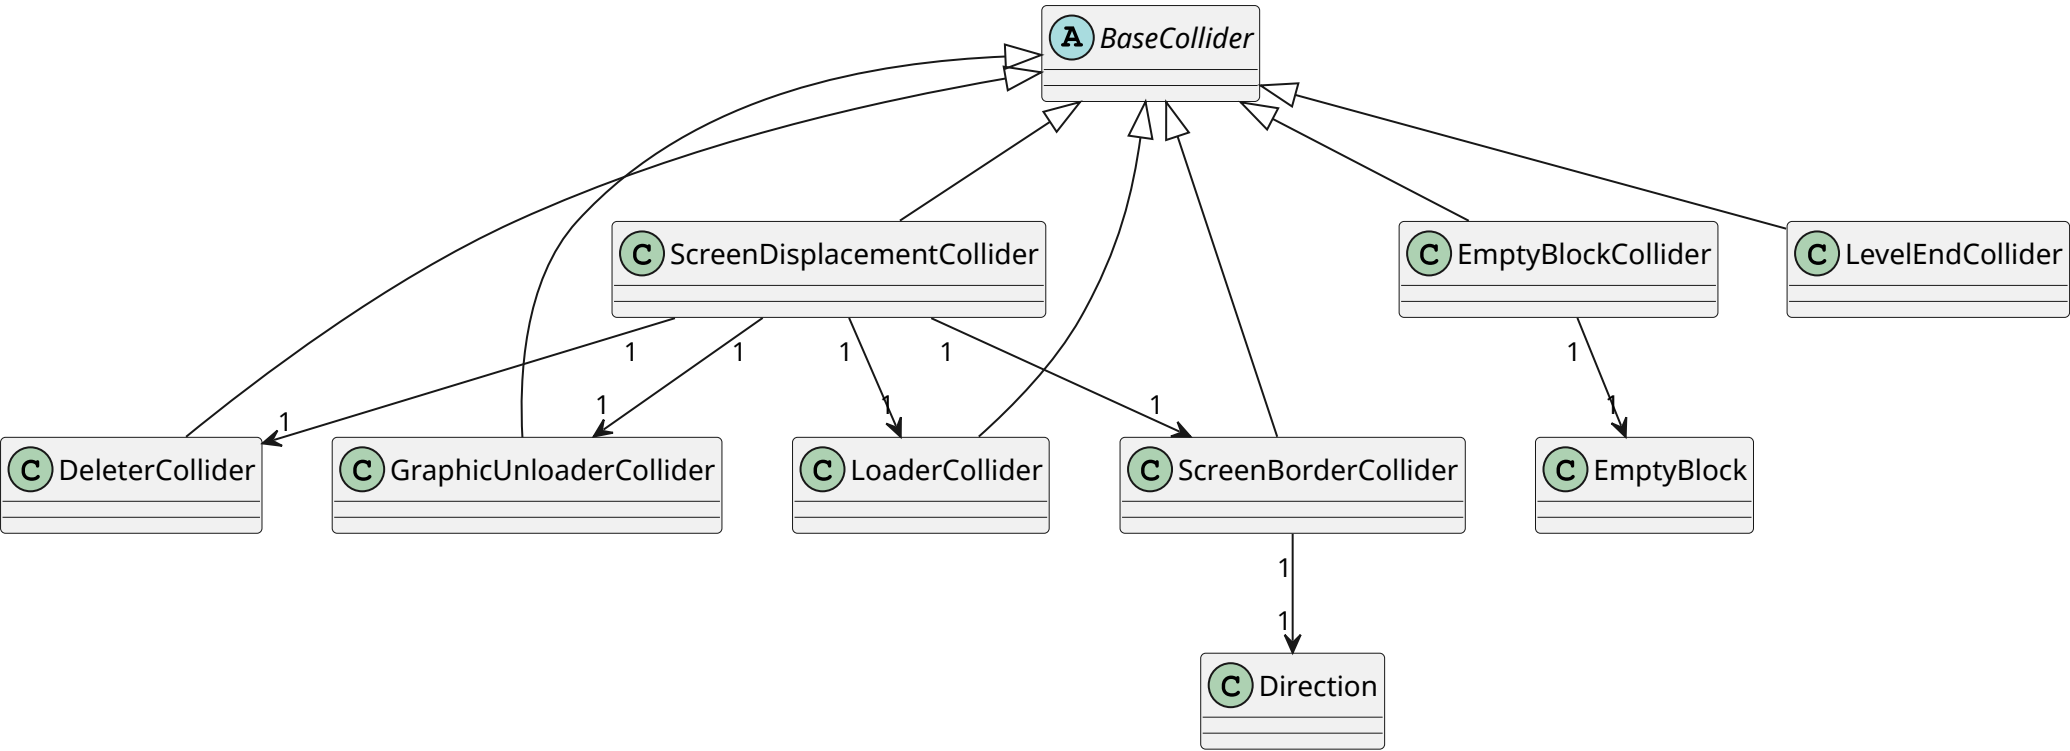 A BaseCollider
C ScreenDisplacementCollider
C EmptyBlockCollider
C LevelEndCollider
1
1
1
1
1
1
1
1
1
1
C DeleterCollider
C GraphicUnloaderCollider
C LoaderCollider
C ScreenBorderCollider
C EmptyBlock
1
1
C Direction